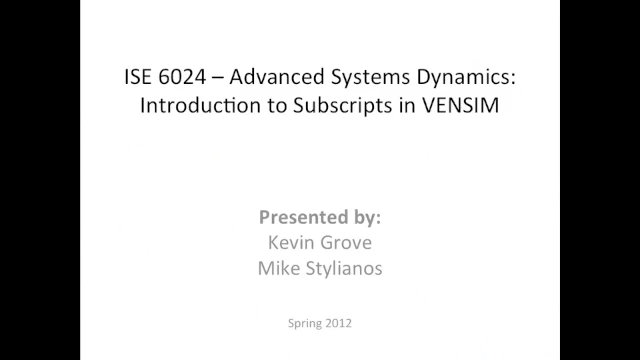 ISE 6024 – Advanced Systems Dynamics:
Introduction to Subscripts in VENSIM
Presented by:
Kevin Grove
Mike Stylianos
Spring 2012